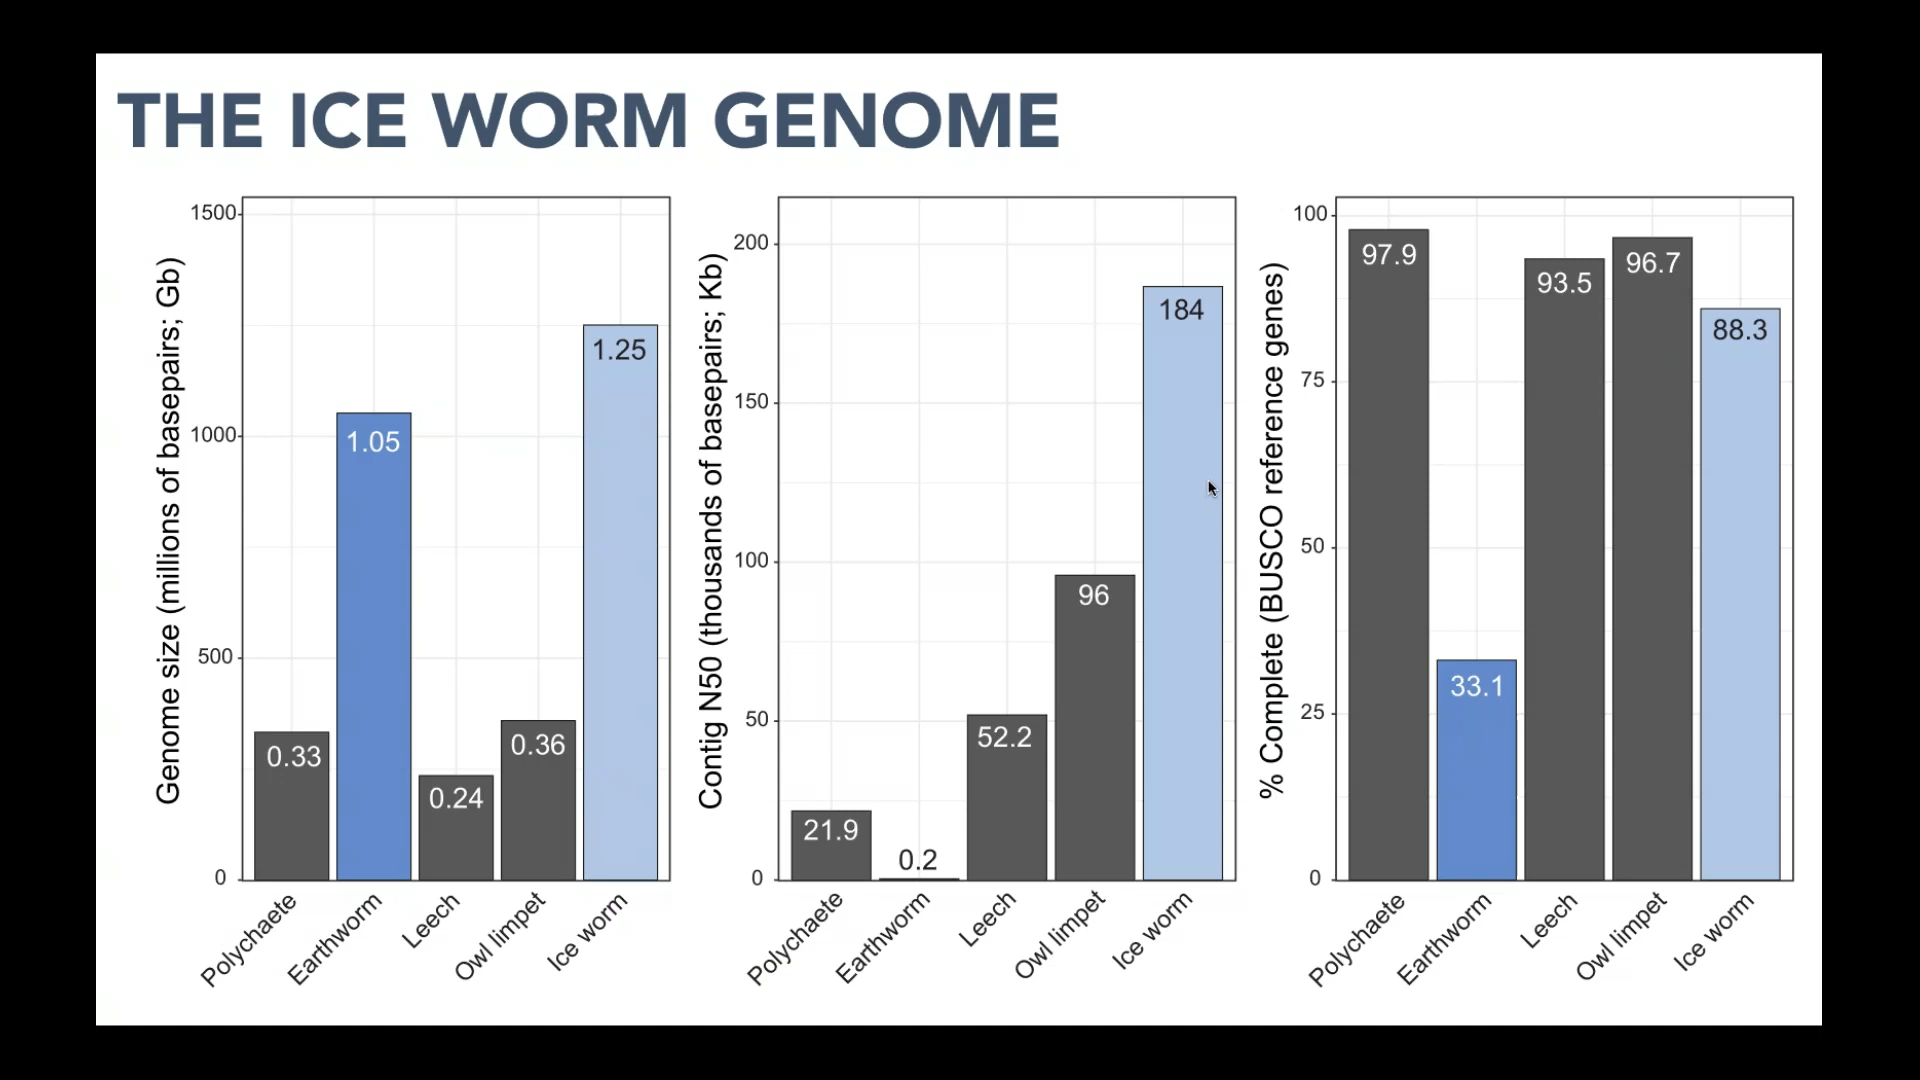 THE ICE WORM GENOME
Genome size (millions of basepairs; Gb)
1500
1000
500
0
0.33
1.05
0.24
0.36
1.25
Polychaete
Earthworm
Leech
Owl limpet
Ice worm
Contig N50 (thousands of basepairs; Kb)
200
150
100
50
0
21.9
0.2
52.2
96
184
Polychaete
Earthworm
Leech
Owl limpet
Ice worm
% Complete (BUSCO reference genes)
100
75
50
25
0
97.9
33.1
93.5
96.7
88.3
Polychaete
Earthworm
Leech
Owl limpet
Ice worm